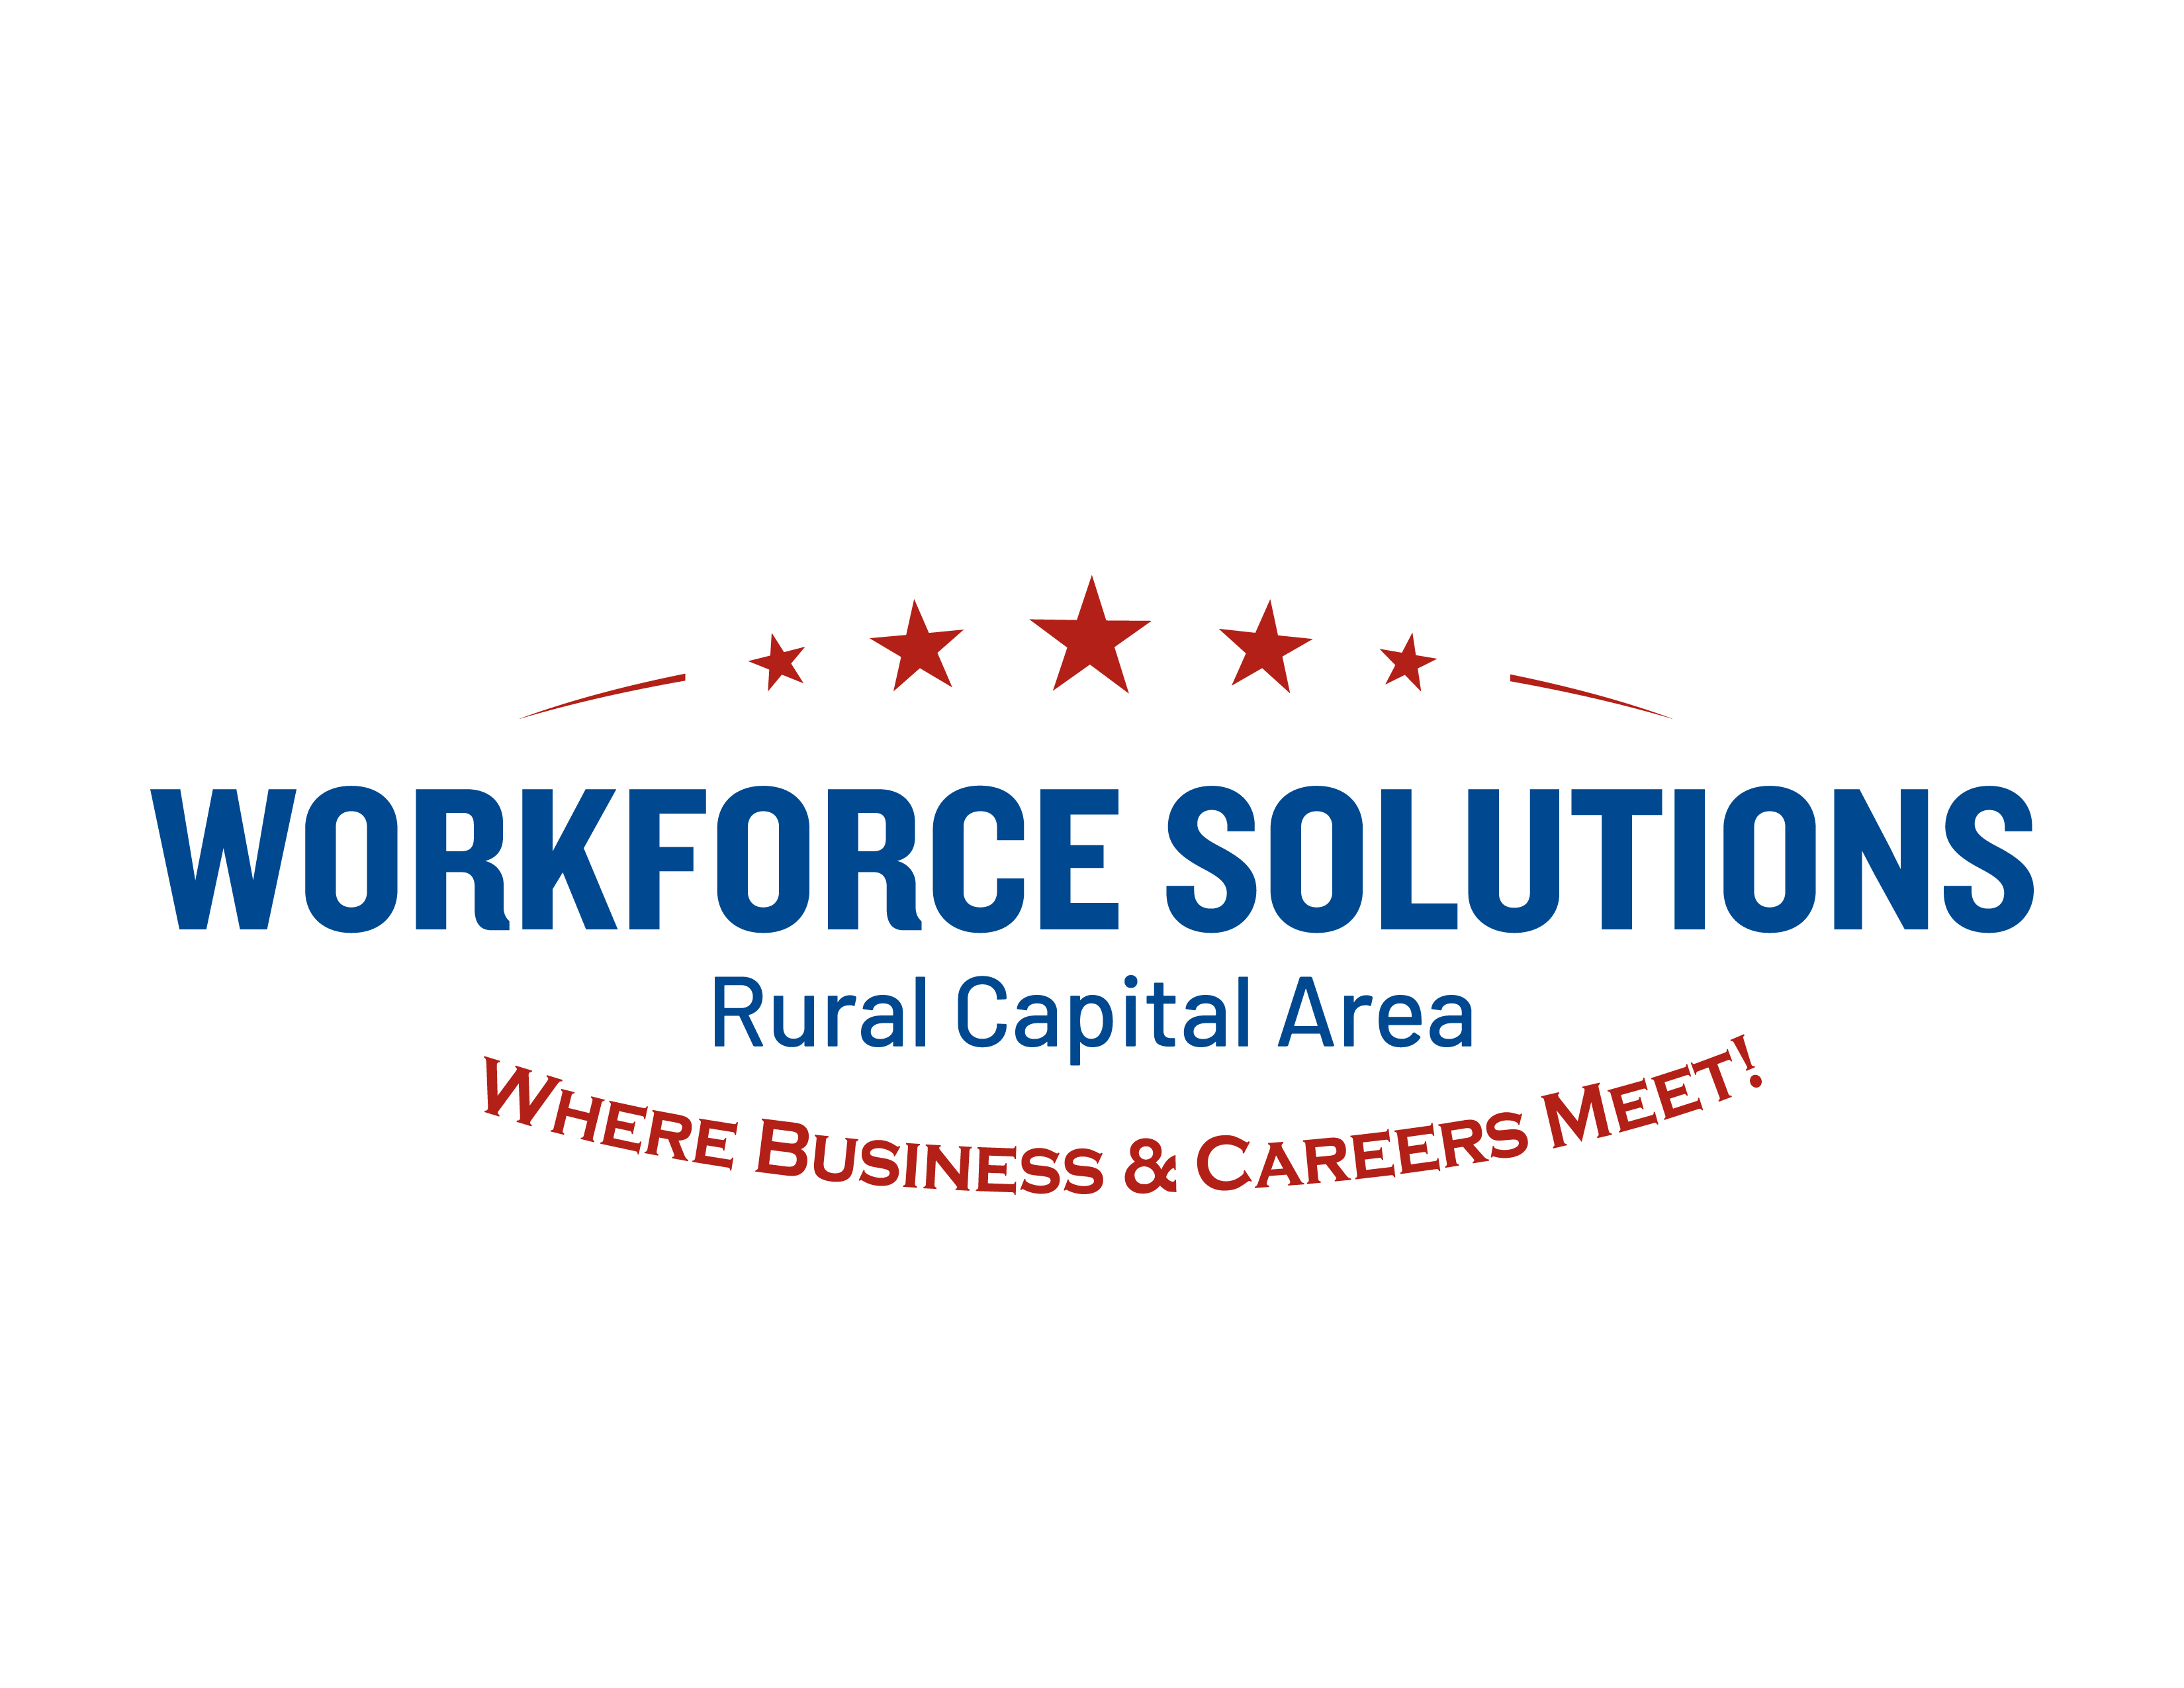 WORKFORCE SOLUTIONS
Rural Capital Area
WHERE BUSINESS & CAREERS MEET!